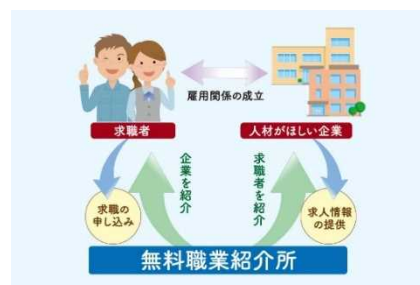 雇用関係の成立
求職者
人材がほしい企業
企業を紹介
求職者を紹介
求職の
申し込み
求人情報
の提供
無料職業紹介所